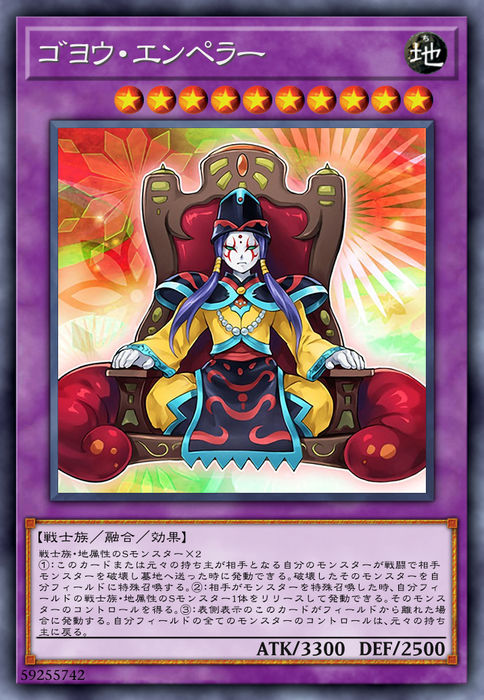 ゴヨウ・エンペラー
ち
地
【戦士族／融合／効果】
戦士族・地属性のSモンスター×2
①：このカードまたは元々の持ち主が相手となる自分のモンスターが戦闘で相手
モンスターを破壊し墓地へ送った時に発動できる。破壊したそのモンスターを自
分フィールドに特殊召喚する。②：相手がモンスターを特殊召喚した時、自分フィ
ールドの戦士族・地属性のSモンスター1体をリリースして発動できる。そのモンス
ターのコントロールを得る。③：表側表示のこのカードがフィールドから離れた場
合に発動する。自分フィールドの全てのモンスターのコントロールは、元々の持ち
主に戻る。
ATK/3300 DEF/2500
59255742